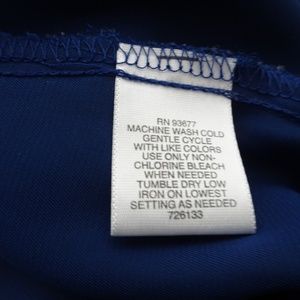 RN 93677
MACHINE WASH COLD
GENTLE CYCLE
WITH LIKE COLORS
USE ONLY NON-
CHLORINE BLEACH
WHEN NEEDED
TUMBLE DRY LOW
IRON ON LOWEST
SETTING AS NEEDED
726133